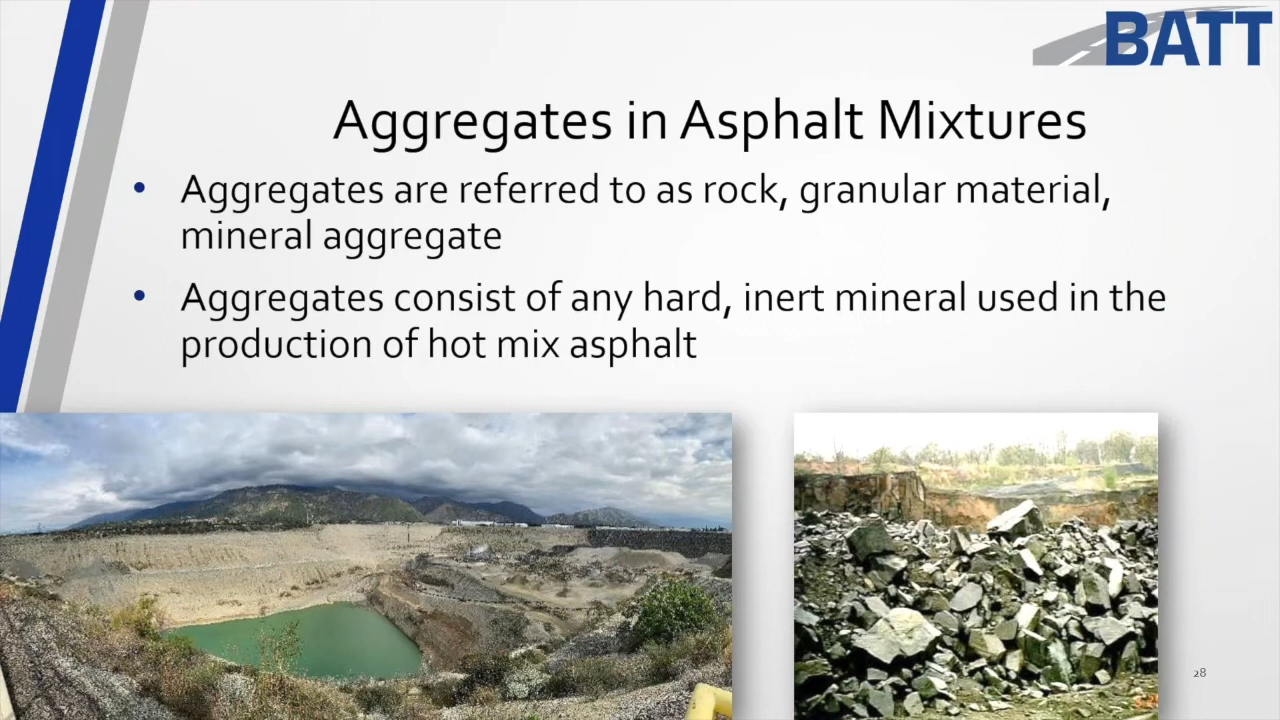 BATT
Aggregates in Asphalt Mixtures
• Aggregates are referred to as rock, granular material,
mineral aggregate
• Aggregates consist of any hard, inert mineral used in the
production of hot mix asphalt
28